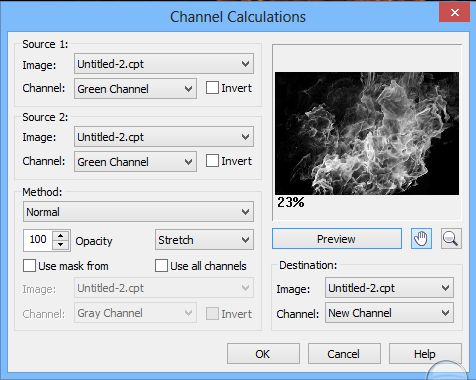 Channel Calculations
Source 1:
Image: Untitled-2.cpt
Channel: Green Channel Invert
Source 2:
Image: Untitled-2.cpt
Channel: Green Channel Invert
Method:
Normal
100 Opacity Stretch
Use mask from Use all channels
Image: Untitled-2.cpt
Channel: Gray Channel Invert
23%
Preview
Destination:
Image: Untitled-2.cpt
Channel: New Channel
OK Cancel Help